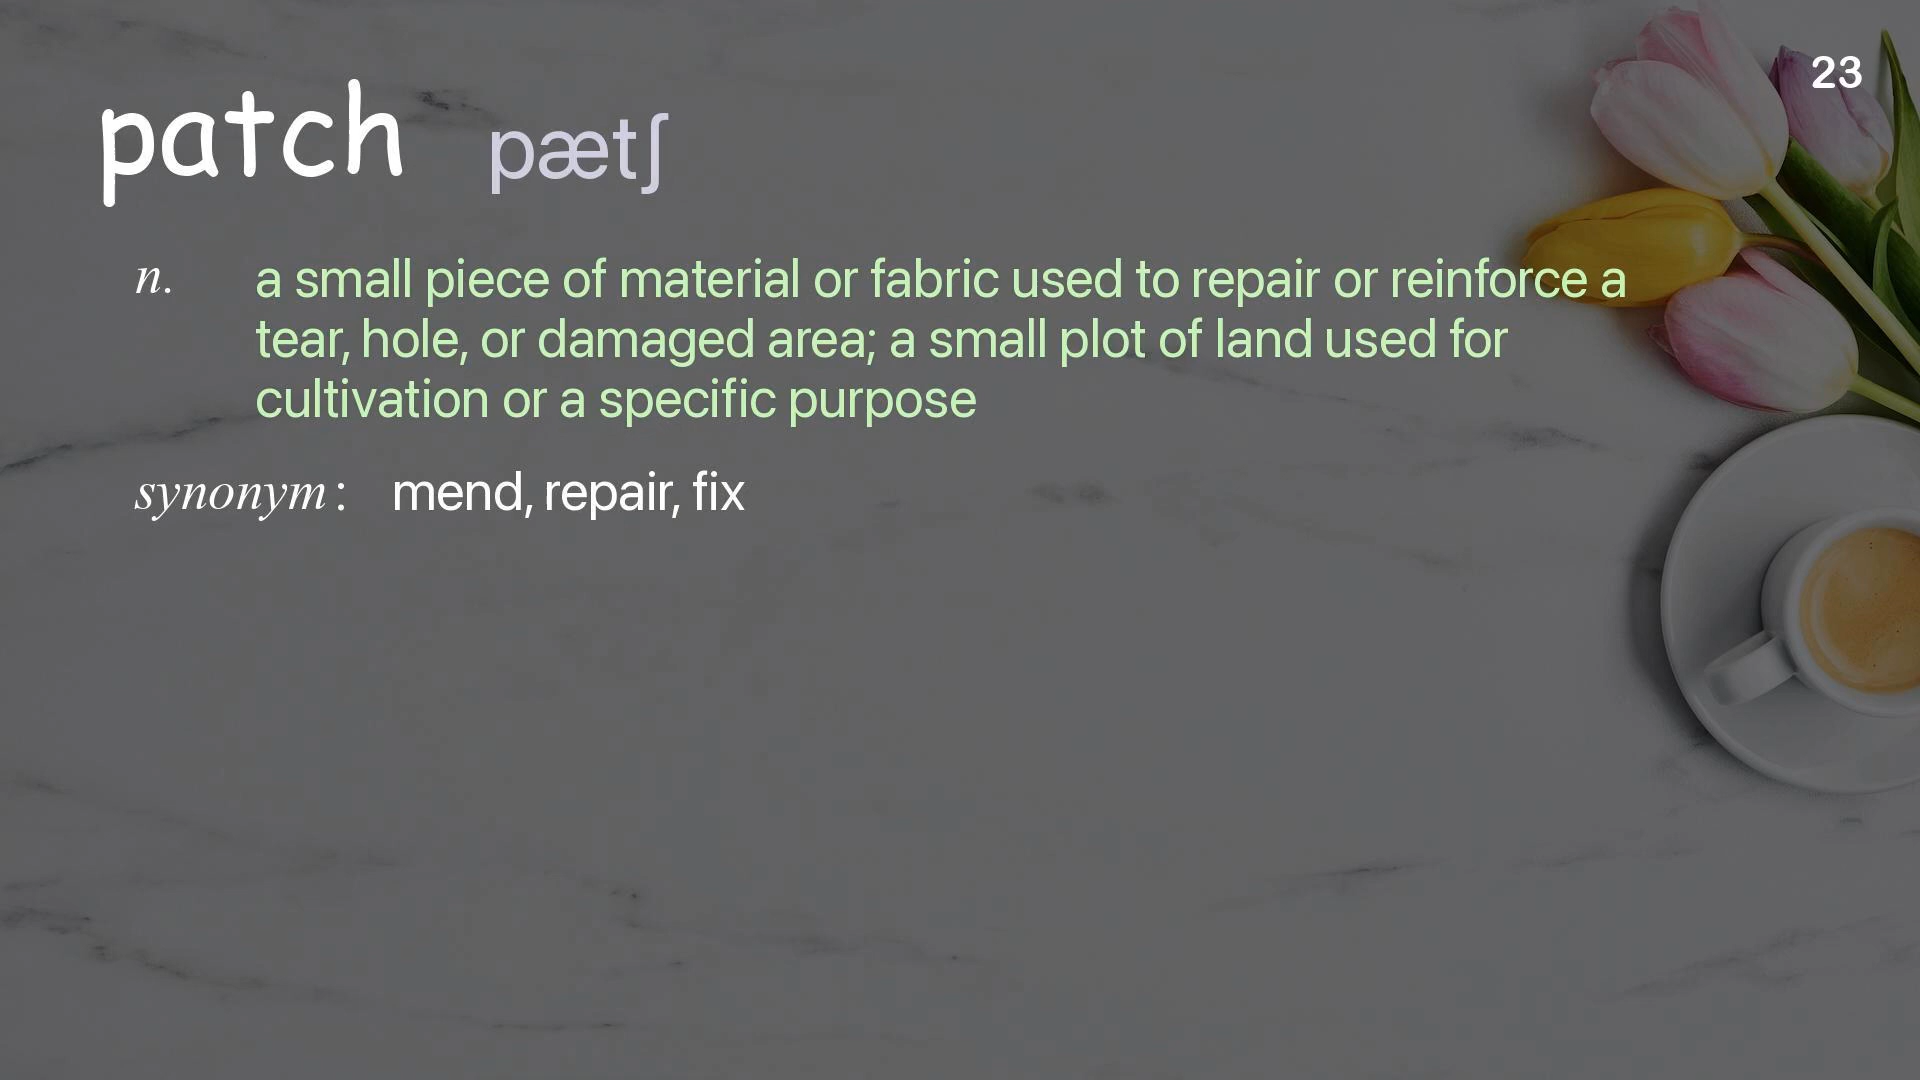 23
patch pætʃ
n. a small piece of material or fabric used to repair or reinforce a
tear, hole, or damaged area; a small plot of land used for
cultivation or a specific purpose
synonym : mend, repair, fix